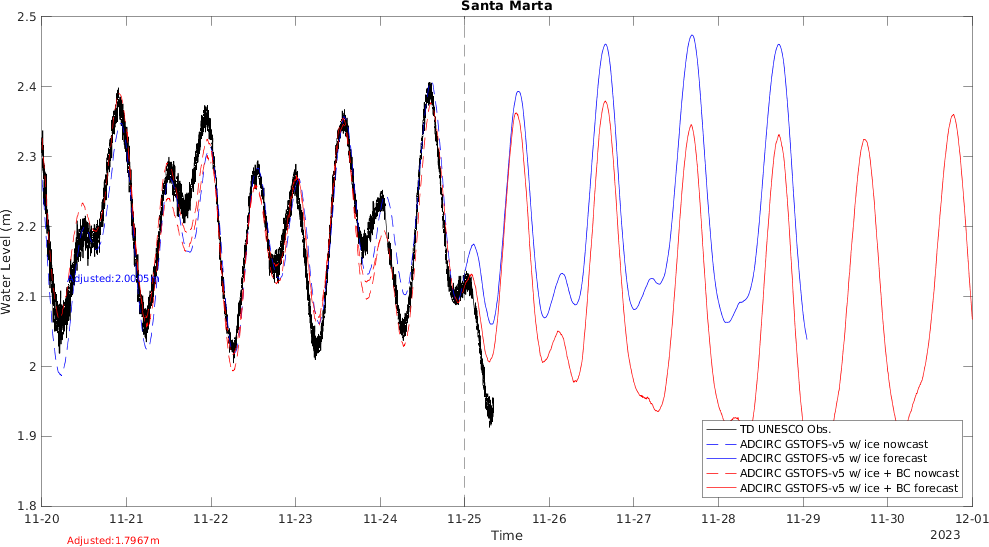 Santa Marta
2.5
2.4
2.3
2.2
2.1
2
1.9
1.8
Water Level (m)
Adjusted:2.0005m
TD UNESCO Obs.
ADCIRC GSTOFS-v5 w/ ice nowcast
ADCIRC GSTOFS-v5 w/ ice forecast
ADCIRC GSTOFS-v5 w/ ice + BC nowcast
ADCIRC GSTOFS-v5 w/ ice + BC forecast
11-20 11-21 11-22 11-23 11-24 11-25 11-26 11-27 11-28 11-29 11-30 12-01
Time
2023
Adjusted:1.7967m